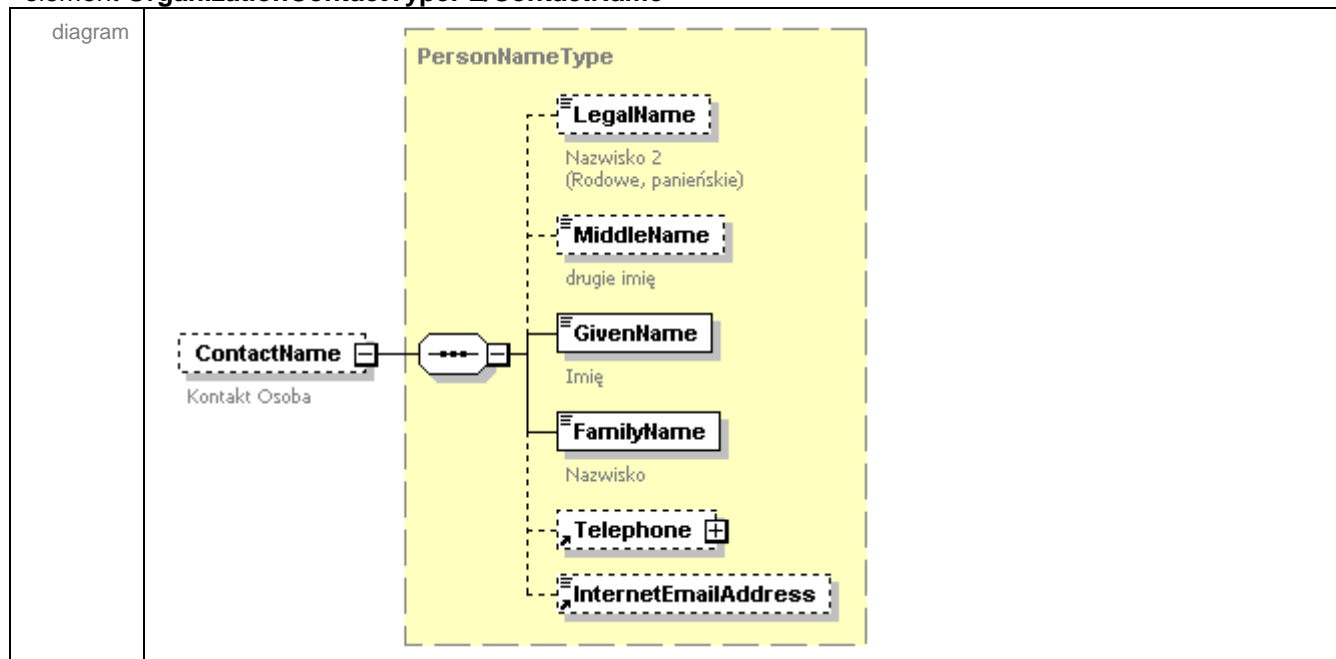 diagram
PersonNameType
LegalName
Nazwisko 2
(Rodowe, panieńskie)
MiddleName
drugie imię
GivenName
Imię
ContactName
Kontakt Osoba
FamilyName
Nazwisko
Telephone
InternetEmailAddress